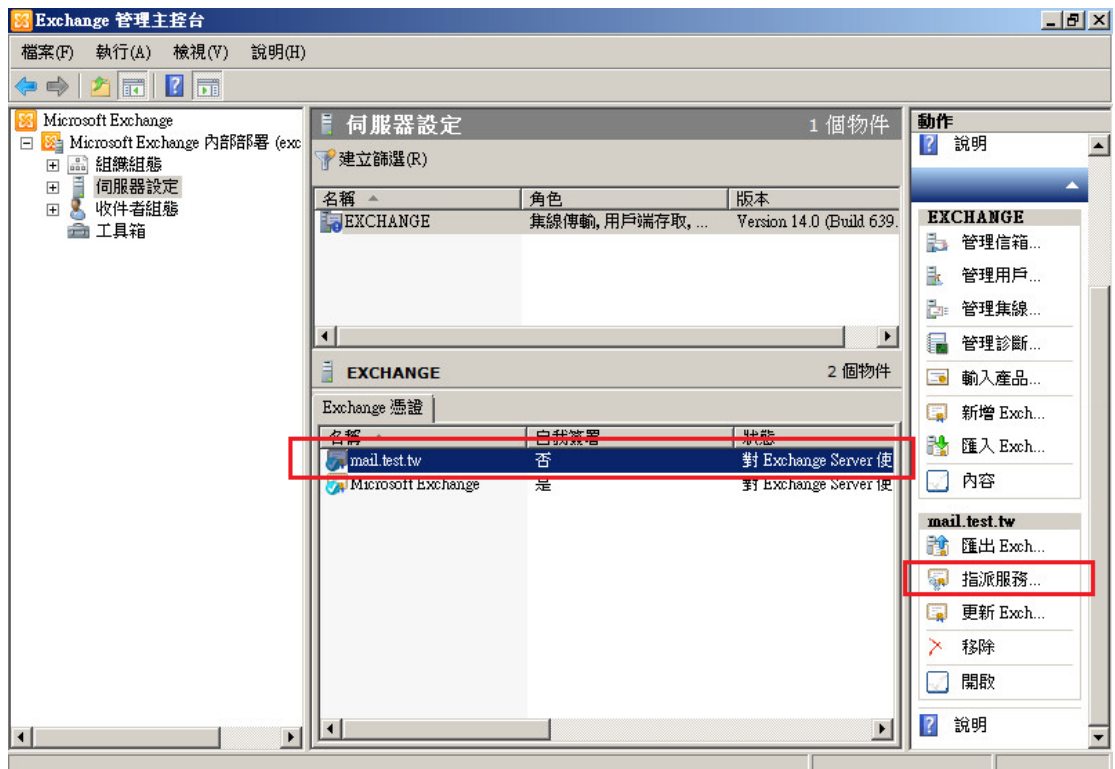 Exchange 管理主控台
檔案(F) 執行(A) 檢視(V) 說明(H)
Microsoft Exchange
Microsoft Exchange 內部部署 (exc
組織組態
伺服器設定
收件者組態
工具箱
伺服器設定 1 個物件
建立篩選(R)
名稱 角色 版本
EXCHANGE 集線傳輸, 用戶端存取, ... Version 14.0 (Build 639.
EXCHANGE 2 個物件
Exchange 憑證
名稱 自我簽署 狀態
mail.test.tw 否 對 Exchange Server 使
Microsoft Exchange 是 對 Exchange Server 使
動作
說明
EXCHANGE
管理信箱...
管理用戶...
管理集線...
管理診斷...
輸入產品...
新增 Exch...
匯入 Exch...
內容
mail.test.tw
匯出 Exch...
指派服務...
更新 Exch...
移除
開啟
說明